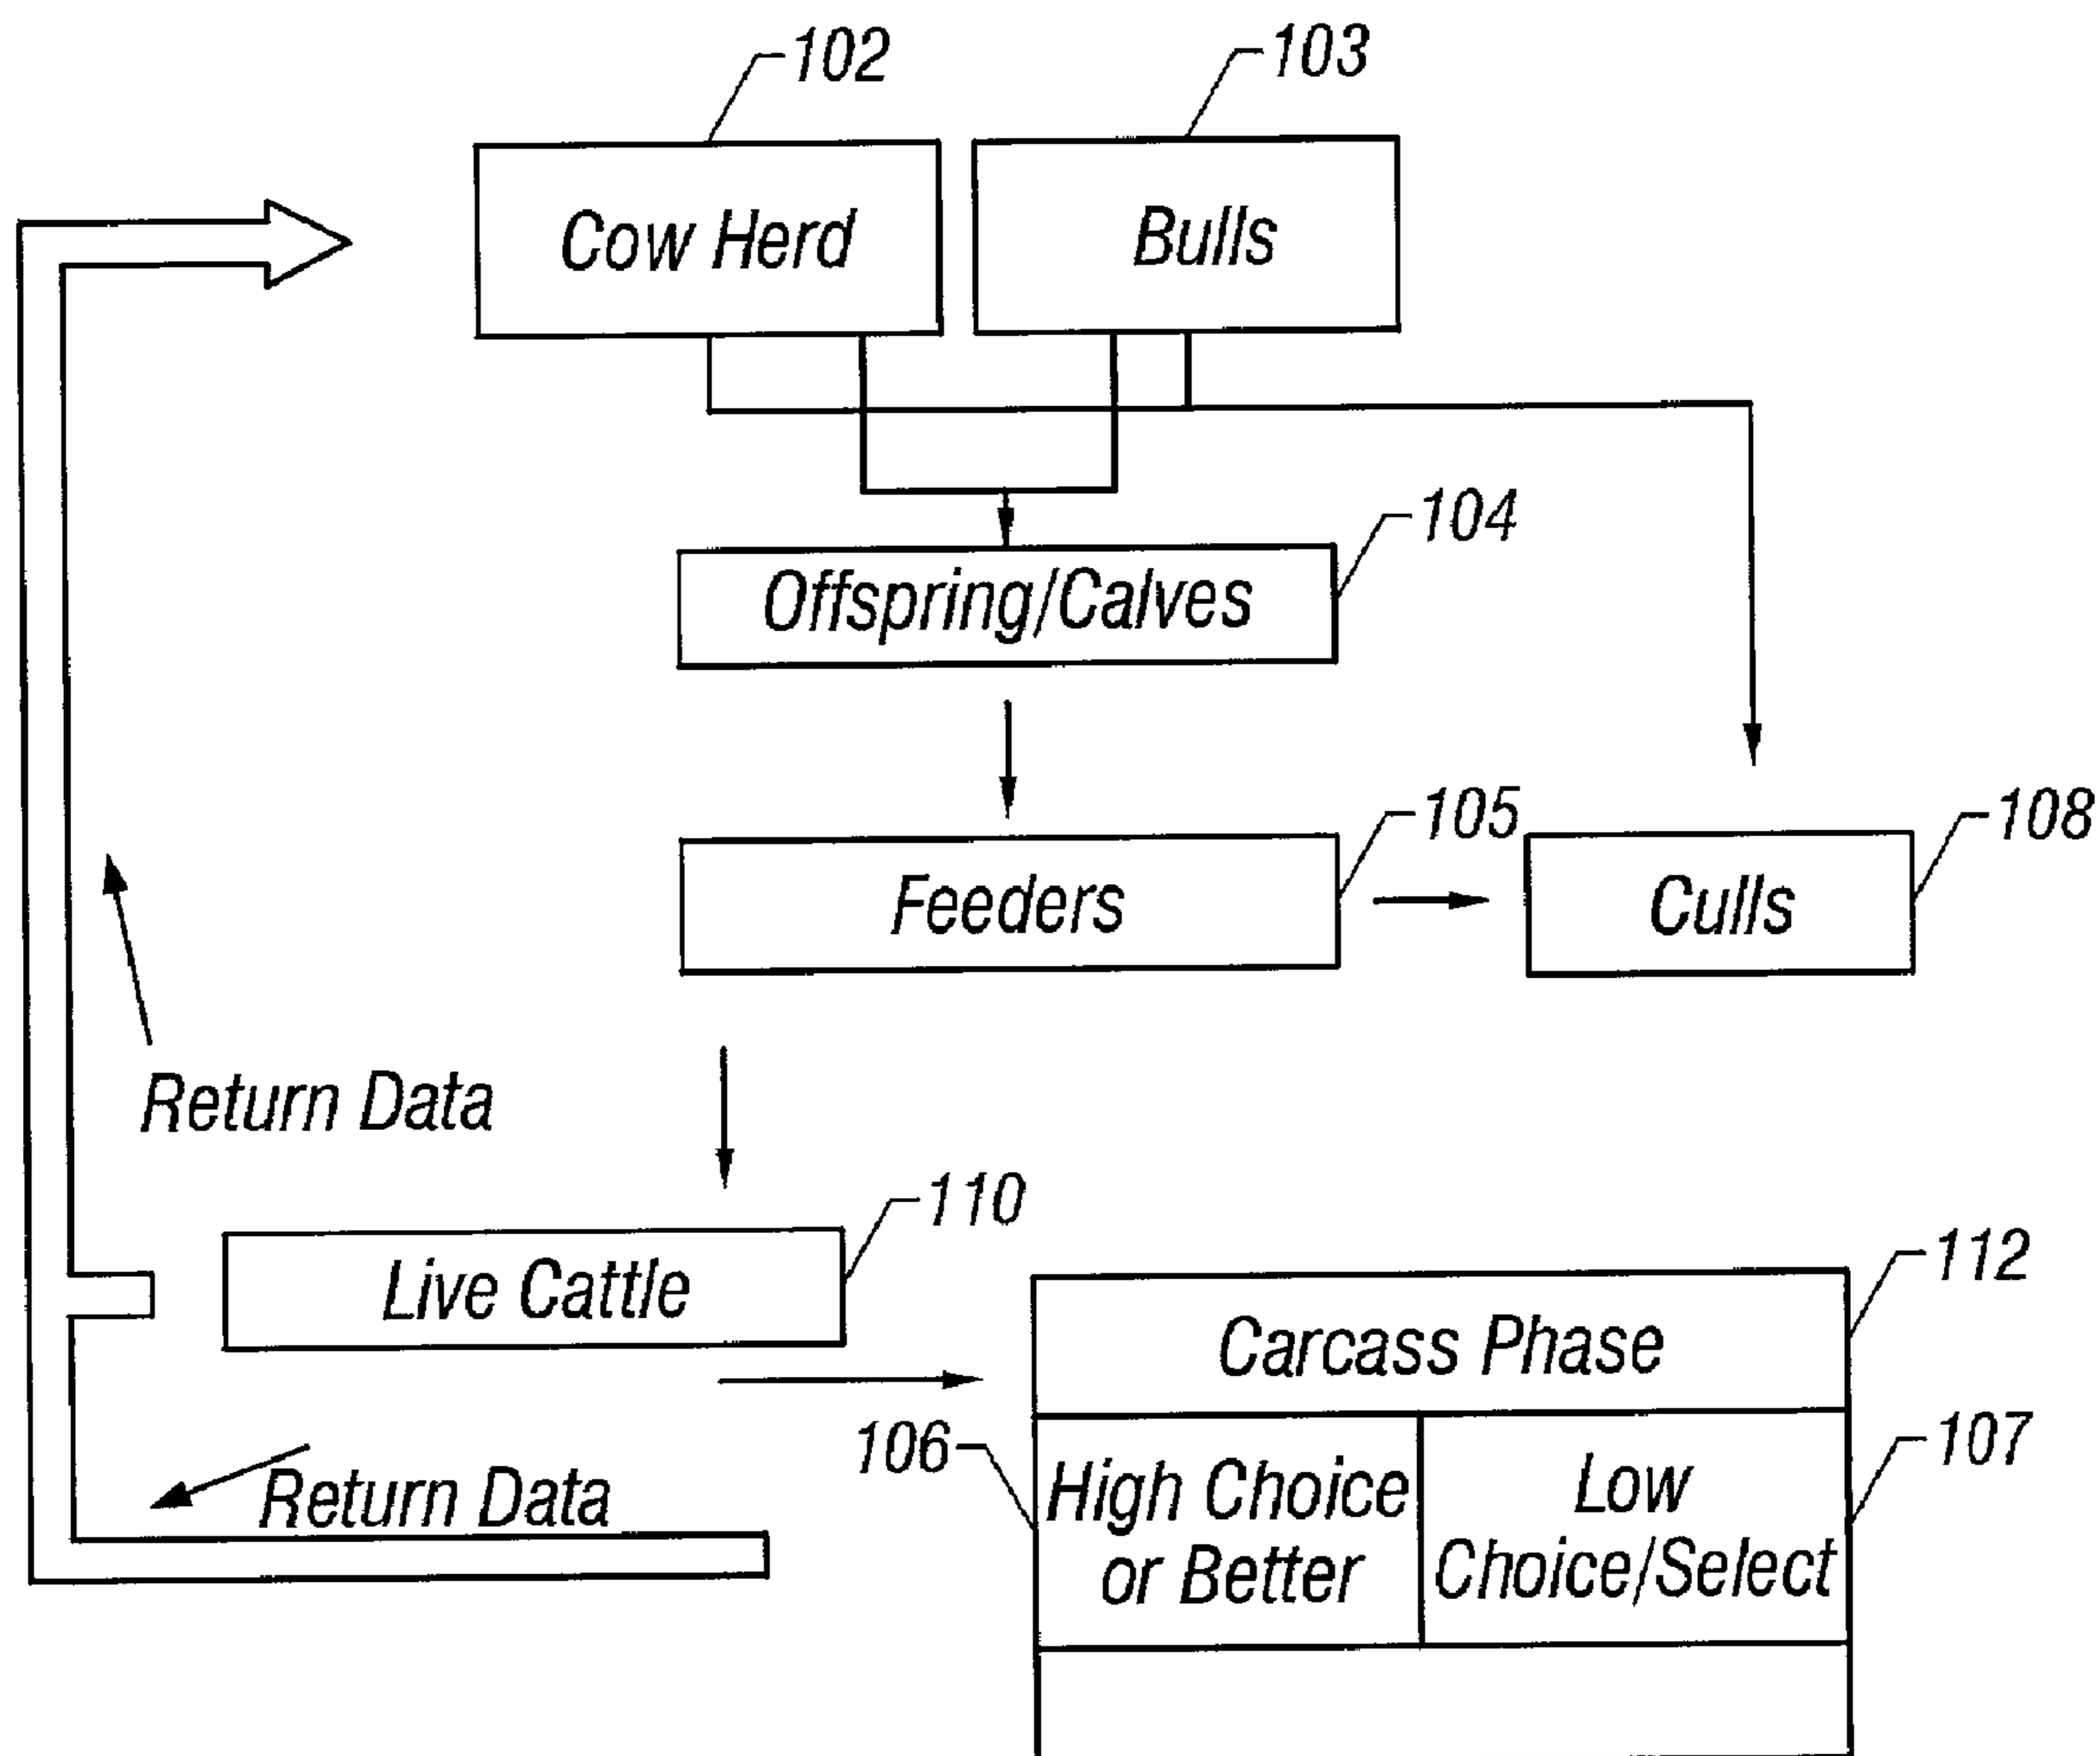 102
103
Cow Herd
Bulls
104
Offspring/Calves
105
108
Feeders
Culls
Return Data
110
112
Live Cattle
Carcass Phase
106
107
High Choice
or Better
Low
Choice/Select
Return Data